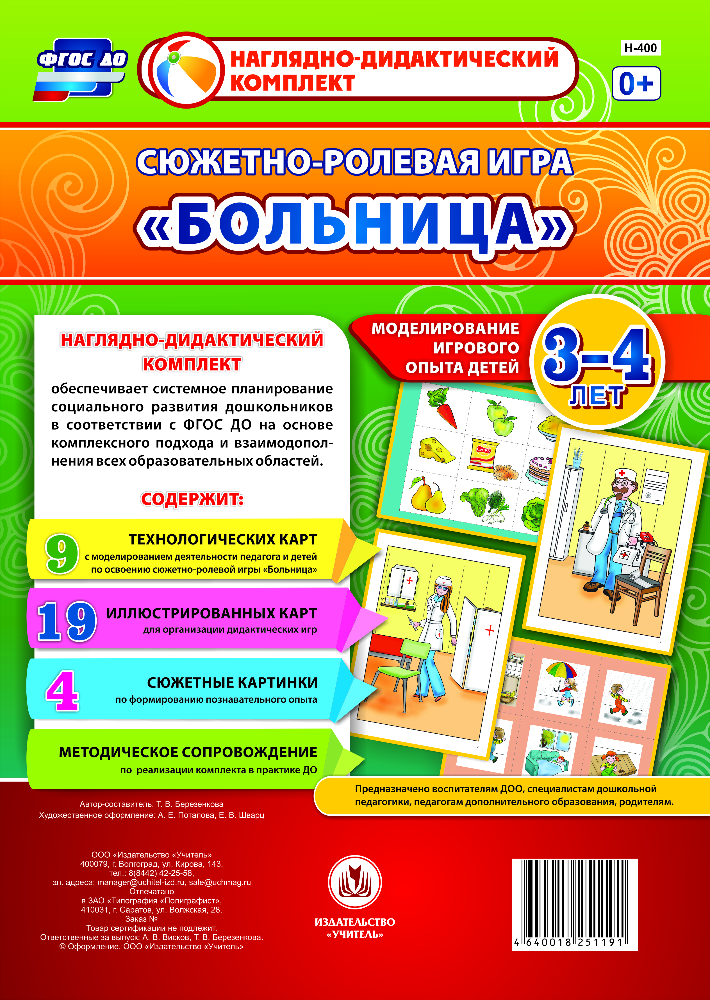 ФГОС ДО
НАГЛЯДНО-ДИДАКТИЧЕСКИЙ
КОМПЛЕКТ
Н-400
0+
СЮЖЕТНО-РОЛЕВАЯ ИГРА
«БОЛЬНИЦА»
НАГЛЯДНО-ДИДАКТИЧЕСКИЙ
КОМПЛЕКТ
обеспечивает системное планирование
социального развития дошкольников
в соответствии с ФГОС ДО на основе
комплексного подхода и взаимодопол-
нения всех образовательных областей.
СОДЕРЖИТ:
9
ТЕХНОЛОГИЧЕСКИХ КАРТ
с моделированием деятельности педагога и детей
по освоению сюжетно-ролевой игры «Больница»
19
ИЛЛЮСТРИРОВАННЫХ КАРТ
для организации дидактических игр
4
СЮЖЕТНЫЕ КАРТИНКИ
по формированию познавательного опыта
МЕТОДИЧЕСКОЕ СОПРОВОЖДЕНИЕ
по реализации комплекта в практике ДО
МОДЕЛИРОВАНИЕ
ИГРОВОГО
ОПЫТА ДЕТЕЙ
3–4
ЛЕТ
CHIPS
1
2
Предназначено воспитателям ДОО, специалистам дошкольной
педагогики, педагогам дополнительного образования, родителям.
Автор-составитель: Т. В. Березенкова
Художественное оформление: А. Е. Потапова, Е. В. Шварц
ООО «Издательство «Учитель»
400079, г. Волгоград, ул. Кирова, 143,
тел.: 8(8442) 42-25-58,
эл. адреса: manager@uchitel-izd.ru, sale@uchmag.ru
Отпечатано
в ЗАО «Типография «Полиграфист»,
410031, г. Саратов, ул. Волжская, 28.
Заказ №
Товар сертификации не подлежит.
Ответственные за выпуск: А. В. Висков, Т. В. Березенкова.
© Оформление. ООО «Издательство «Учитель»
ИЗДАТЕЛЬСТВО
«УЧИТЕЛЬ»
4 640018 251191